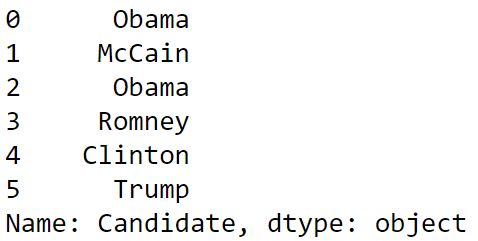 0      Obama
1     McCain
2      Obama
3     Romney
4    Clinton
5      Trump
Name: Candidate, dtype: object